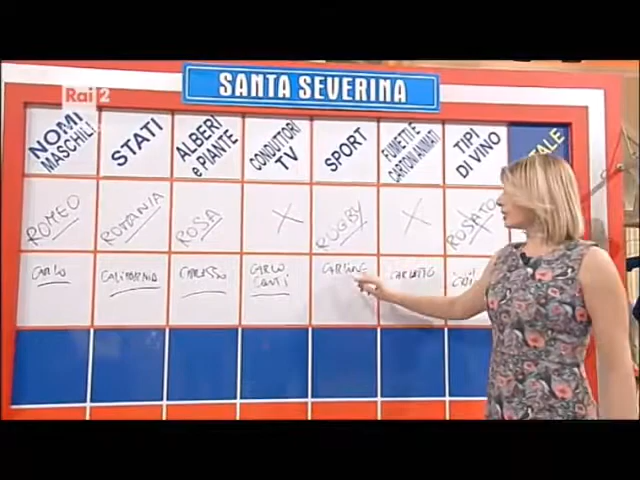 Rai 2
SANTA SEVERINA
NOMI MASCHILI STATI ALBERI e PIANTE CONDUTTORI TV SPORT FUMETTI E CARTONI ANIMATI TIPI DI VINO
ROMEO ROMANIA ROSA X RUGBY X ROSATO
CARLO CALIFORNIA CARLO CONTI